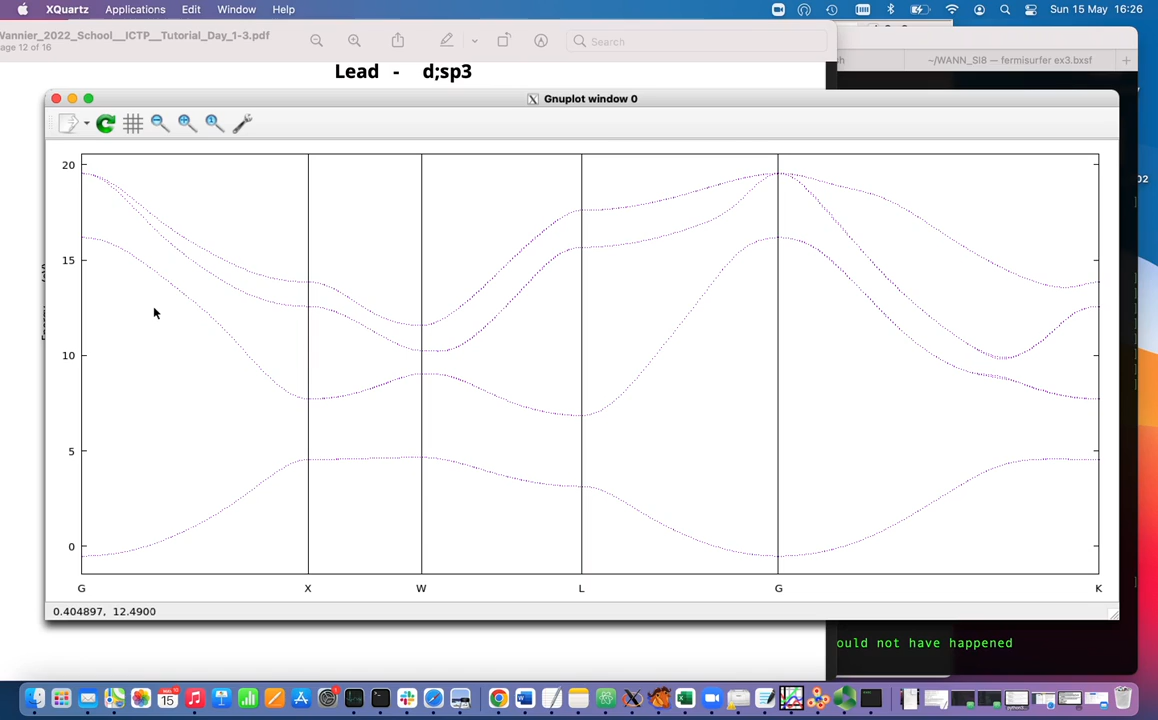 XQuartz Applications Edit Window Help Sun 15 May 16:26
Wannier_2022_School__ICTP__Tutorial_Day_1-3.pdf
age 12 of 16
Search
~/WANN_SI8 — fermisurfer ex3.bxsf
Lead - d;sp3
Gnuplot window 0
20
15
10
5
0
G X W L G K
0.404897, 12.4900
ould not have happened
02